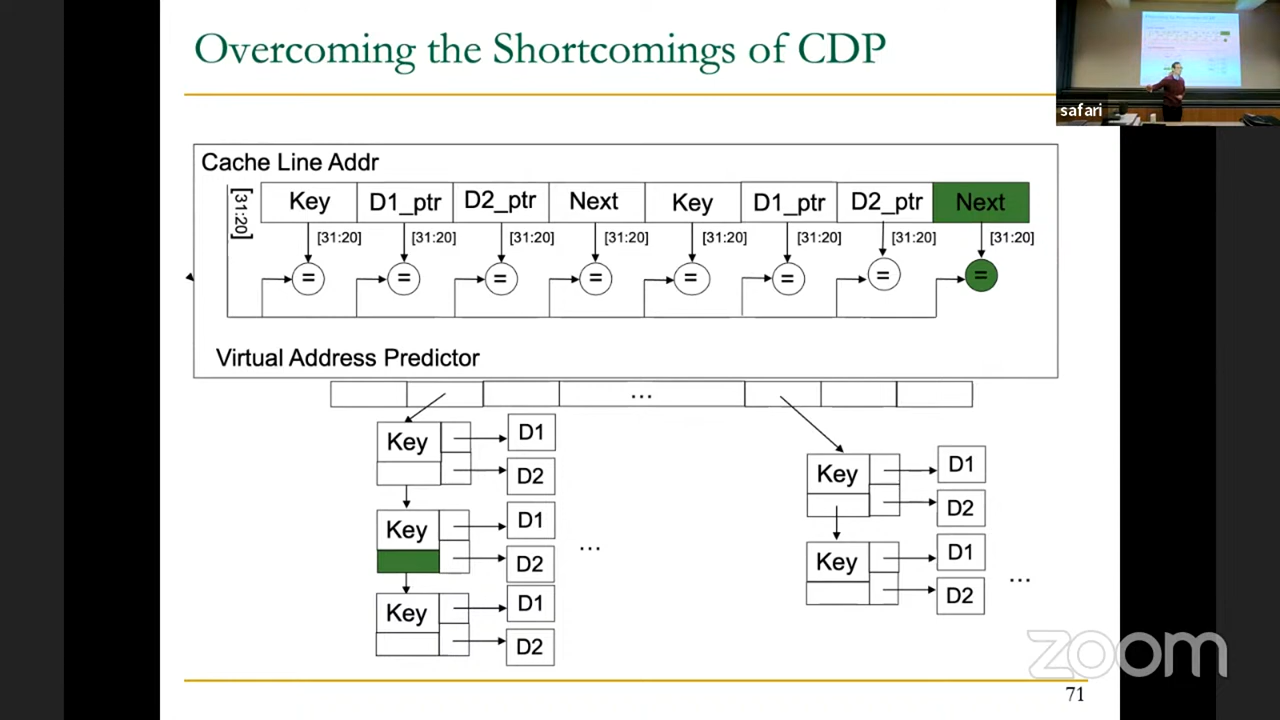 Overcoming the Shortcomings of CDP
safari
Cache Line Addr
[31:20]
Key D1_ptr D2_ptr Next Key D1_ptr D2_ptr Next
[31:20] [31:20] [31:20] [31:20] [31:20] [31:20] [31:20] [31:20]
= = = = = = = =
Virtual Address Predictor
...
Key D1
D2
Key D1
D2
...
Key D1
D2
Key D1
D2
Key D1
D2
...
zoom
71